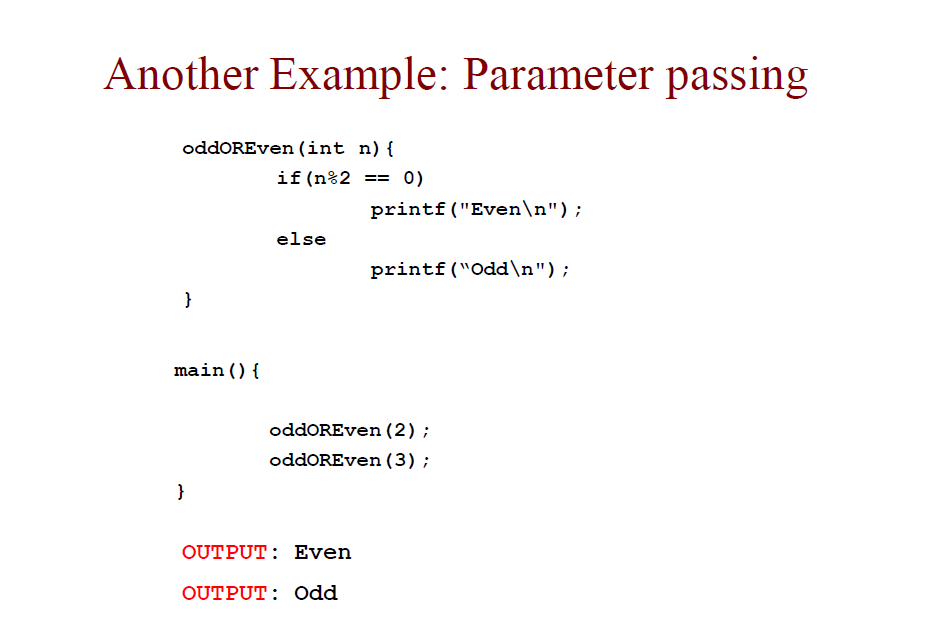 Another Example: Parameter passing
oddOREven(int n){
if(n%2 == 0)
printf("Even\n");
else
printf(“Odd\n");
}
main(){
oddOREven(2);
oddOREven(3);
}
OUTPUT: Even
OUTPUT: Odd